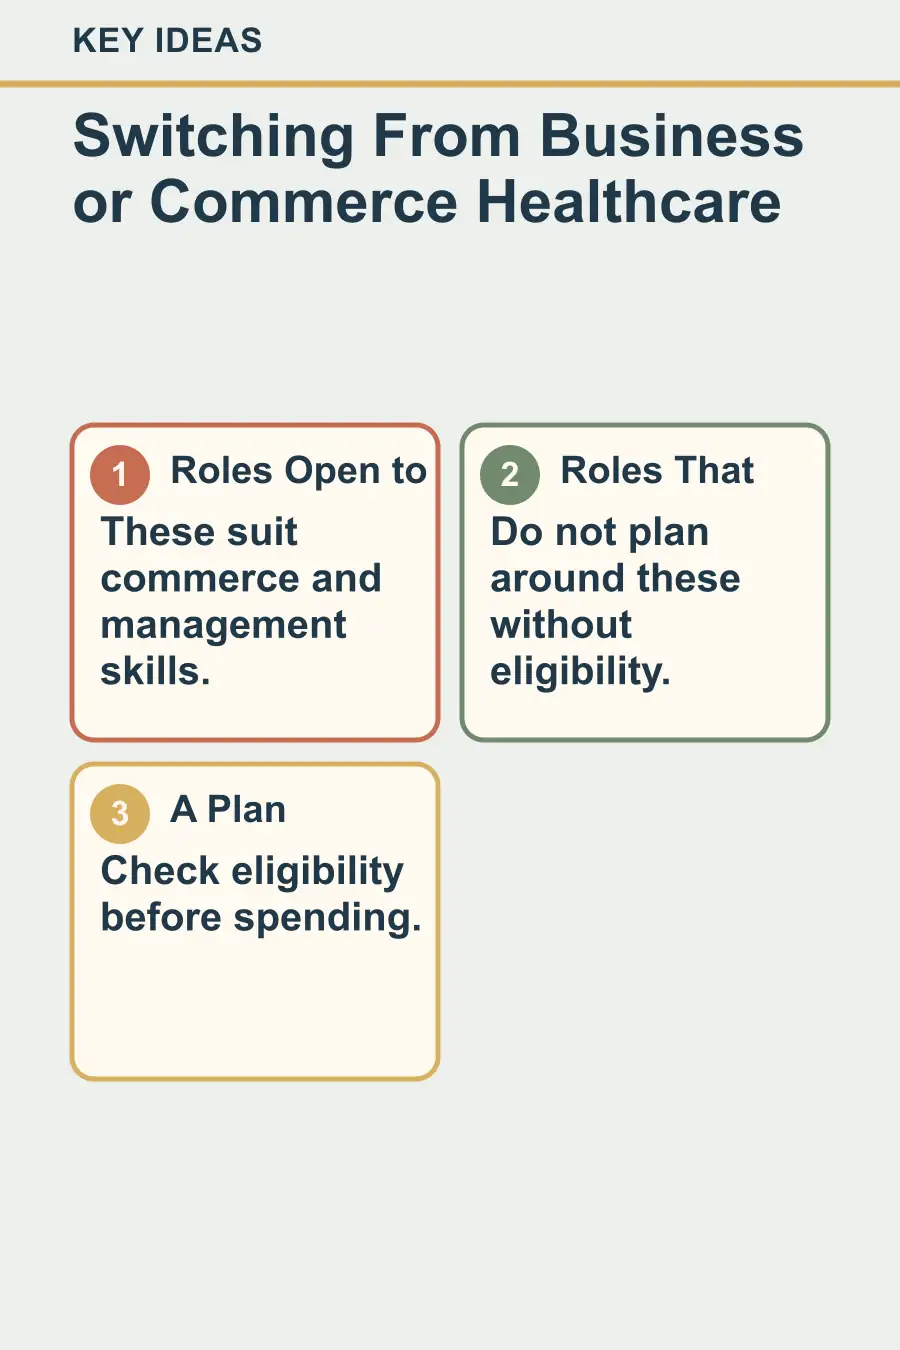 KEY IDEAS
Switching From Business
or Commerce Healthcare
1
Roles Open to
These suit
commerce and
management
skills.
2
Roles That
Do not plan
around these
without
eligibility.
3
A Plan
Check eligibility
before spending.